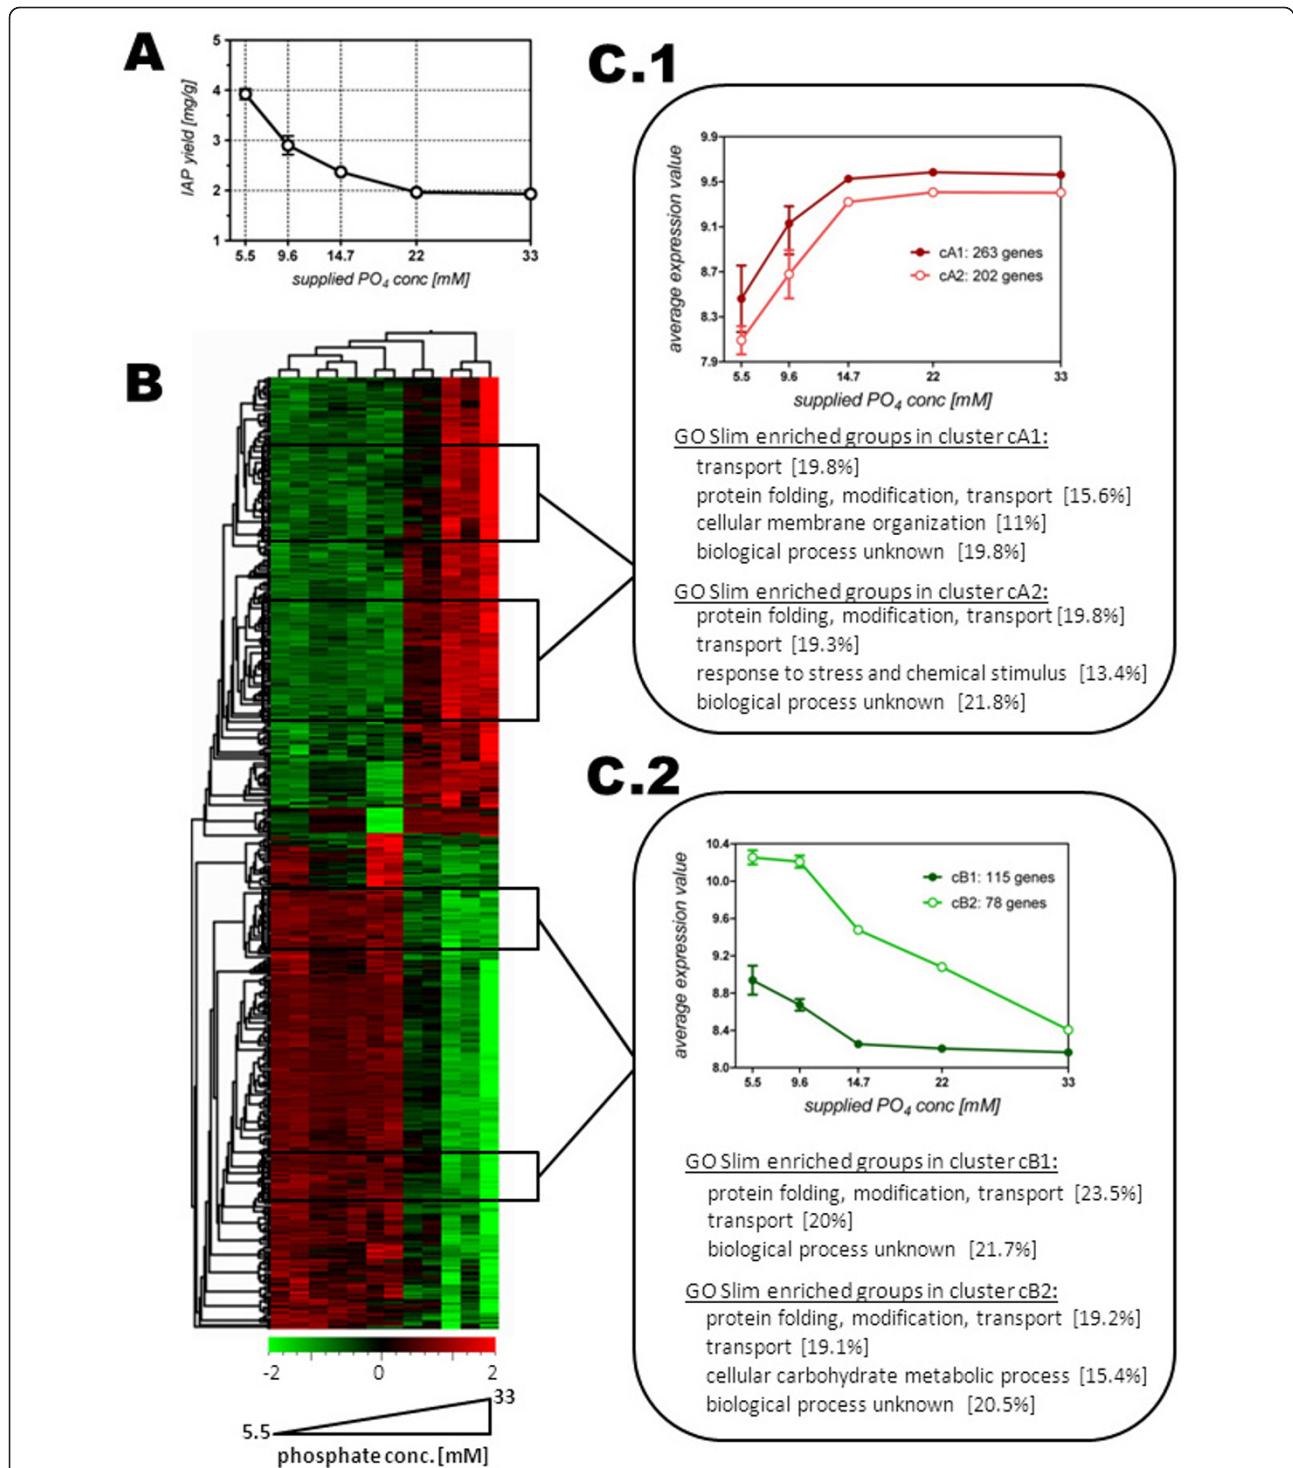 A
5
4
3
2
1
IAP yield [mg/g]
5.5 9.6 14.7 22 33
supplied PO4 conc [mM]
B
-2 0 2
5.5 33
phosphate conc. [mM]
C.1
9.9
9.5
9.1
8.7
8.3
7.9
average expression value
cA1: 263 genes
cA2: 202 genes
5.5 9.6 14.7 22 33
supplied PO4 conc [mM]
GO Slim enriched groups in cluster cA1:
transport [19.8%]
protein folding, modification, transport [15.6%]
cellular membrane organization [11%]
biological process unknown [19.8%]
GO Slim enriched groups in cluster cA2:
protein folding, modification, transport [19.8%]
transport [19.3%]
response to stress and chemical stimulus [13.4%]
biological process unknown [21.8%]
C.2
10.4
10.0
9.6
9.2
8.8
8.4
8.0
average expression value
cB1: 115 genes
cB2: 78 genes
5.5 9.6 14.7 22 33
supplied PO4 conc [mM]
GO Slim enriched groups in cluster cB1:
protein folding, modification, transport [23.5%]
transport [20%]
biological process unknown [21.7%]
GO Slim enriched groups in cluster cB2:
protein folding, modification, transport [19.2%]
transport [19.1%]
cellular carbohydrate metabolic process [15.4%]
biological process unknown [20.5%]